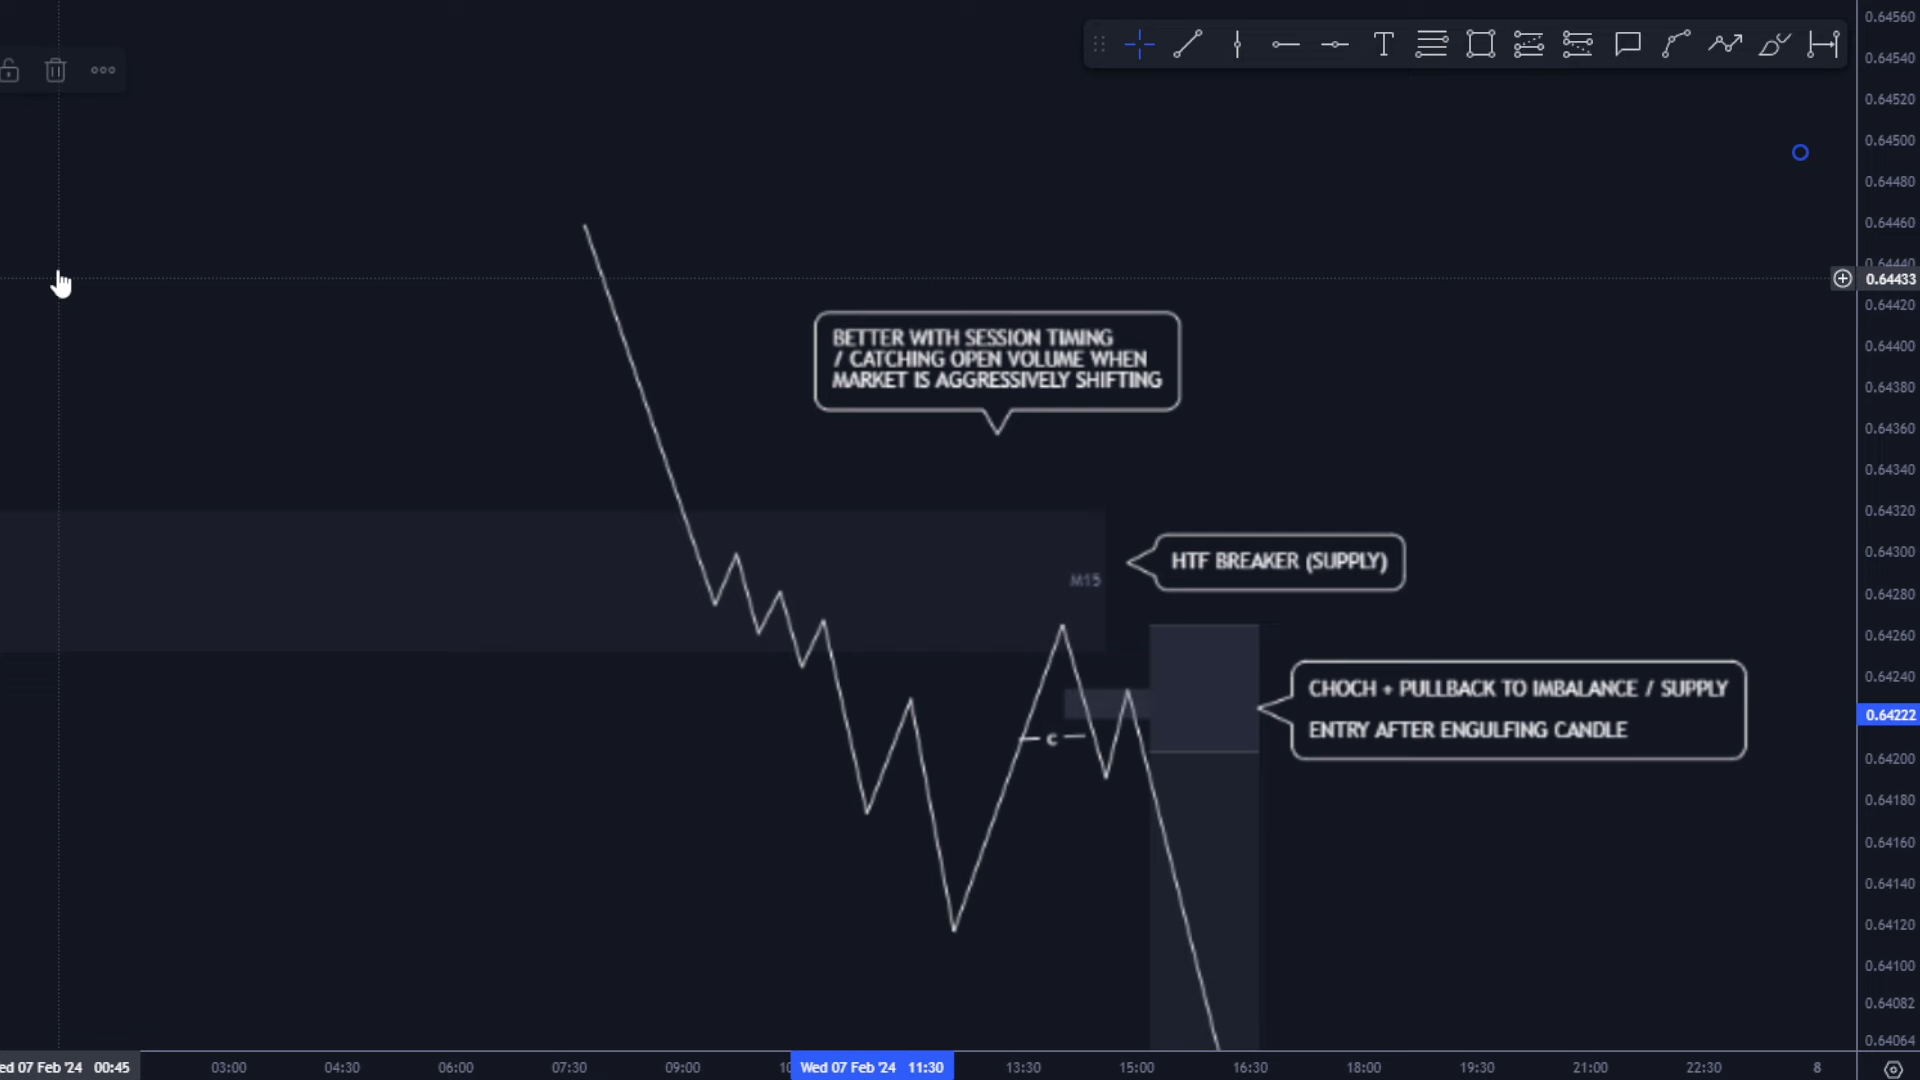 0.64560
0.64540
0.64520
0.64500
0.64480
0.64460
0.64440
0.64433
0.64420
0.64400
0.64380
0.64360
0.64340
0.64320
0.64300
0.64280
0.64260
0.64240
0.64222
0.64200
0.64180
0.64160
0.64140
0.64120
0.64100
0.64082
0.64064
T
BETTER WITH SESSION TIMING
/ CATCHING OPEN VOLUME WHEN
MARKET IS AGGRESSIVELY SHIFTING
HTF BREAKER (SUPPLY)
M15
CHOCH + PULLBACK TO IMBALANCE / SUPPLY
ENTRY AFTER ENGULFING CANDLE
c
ed 07 Feb '24 00:45 03:00 04:30 06:00 07:30 09:00 10 Wed 07 Feb '24 11:30 13:30 15:00 16:30 18:00 19:30 21:00 22:30 8